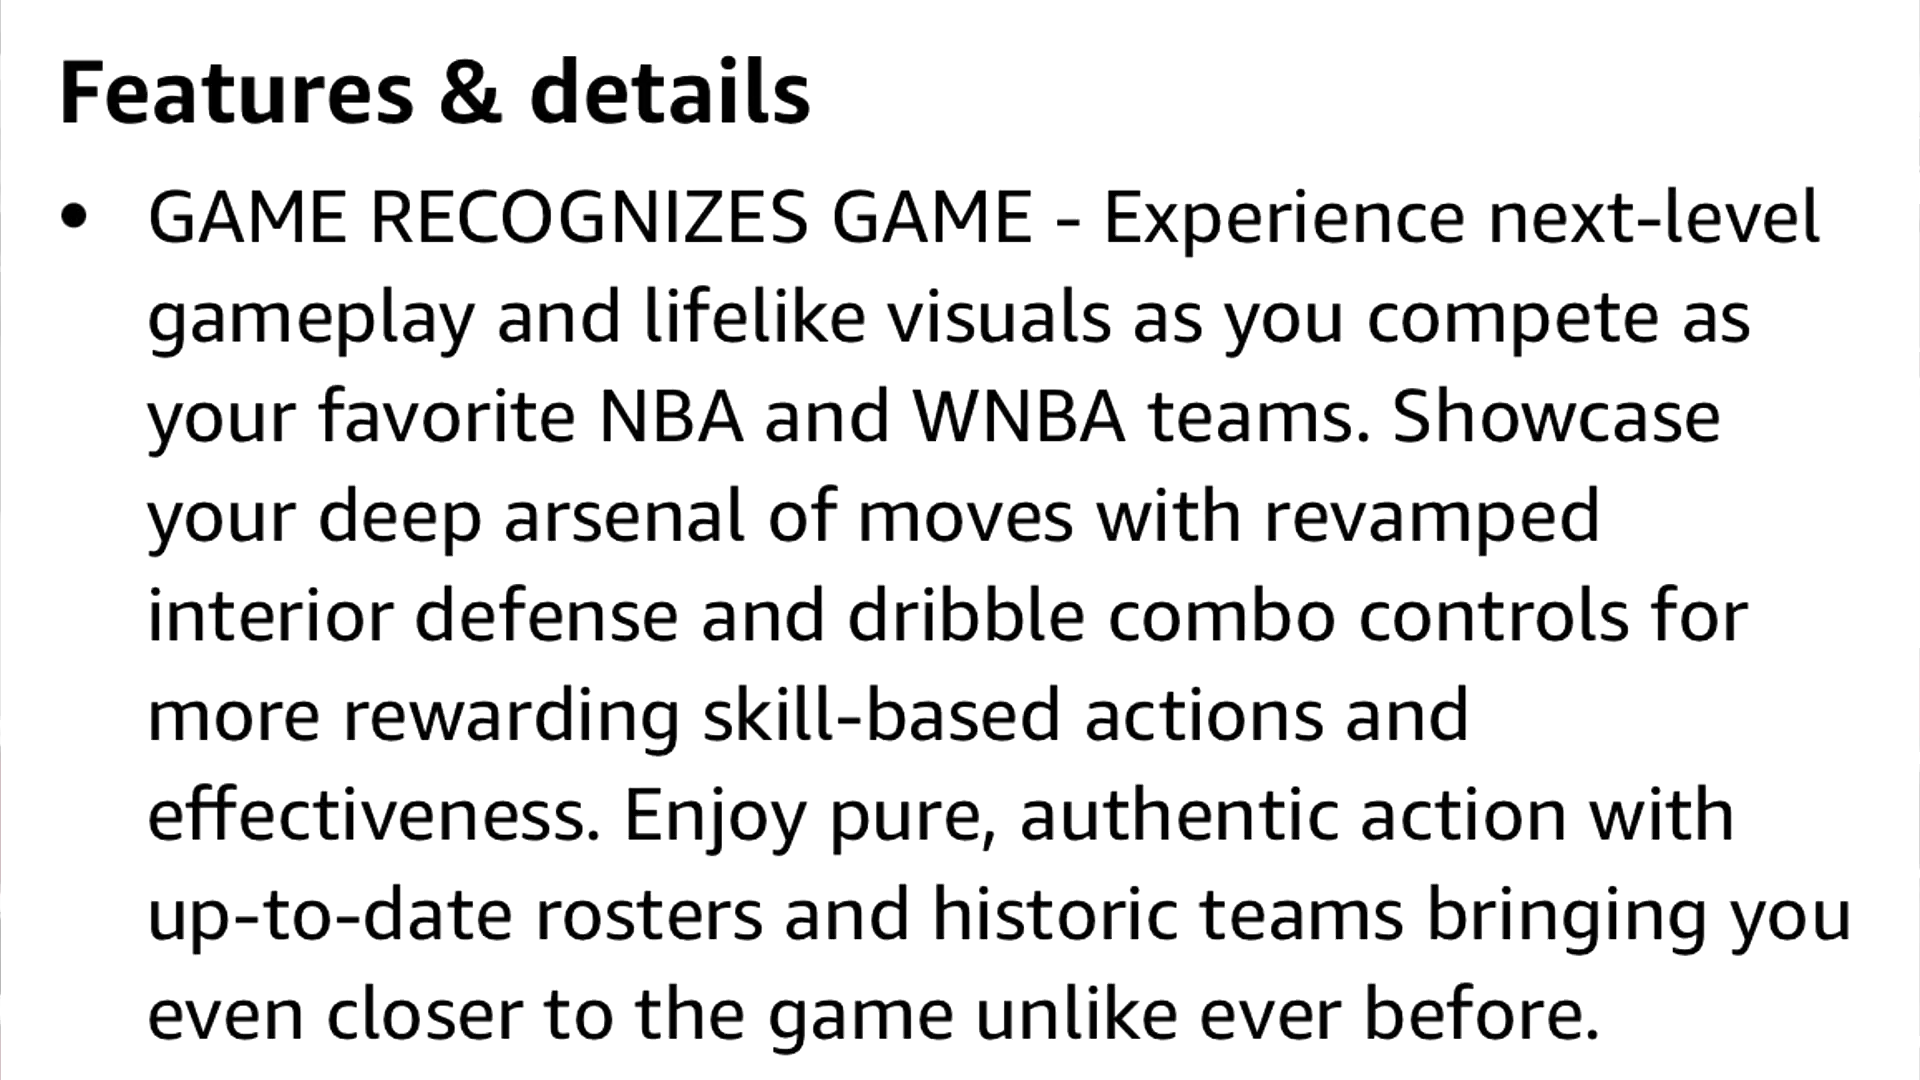 Features & details
• GAME RECOGNIZES GAME - Experience next-level
gameplay and lifelike visuals as you compete as
your favorite NBA and WNBA teams. Showcase
your deep arsenal of moves with revamped
interior defense and dribble combo controls for
more rewarding skill-based actions and
effectiveness. Enjoy pure, authentic action with
up-to-date rosters and historic teams bringing you
even closer to the game unlike ever before.